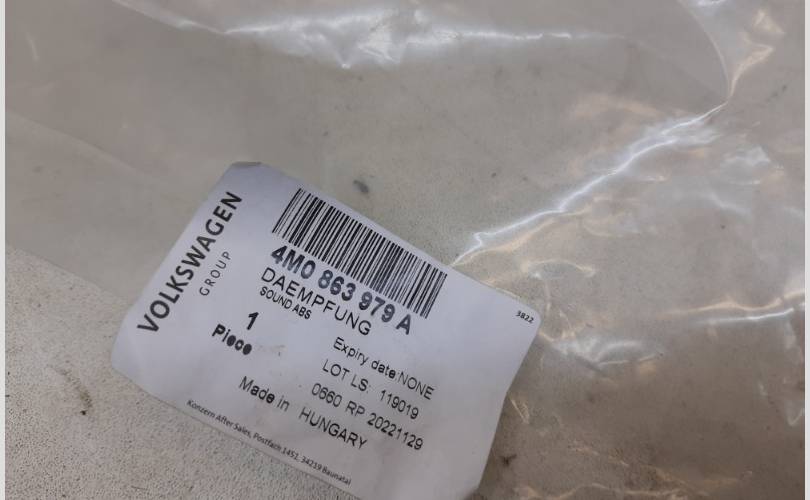 VOLKSWAGEN
GROUP
4M0 863 979 A
DAEMPFUNG
SOUND ABS
1
Piece
3822
Expiry date:NONE
LOT LS: 119019
0660 RP 20221129
Made in HUNGARY
Konzern After Sales, Postfach 1451, 34219 Baunatal